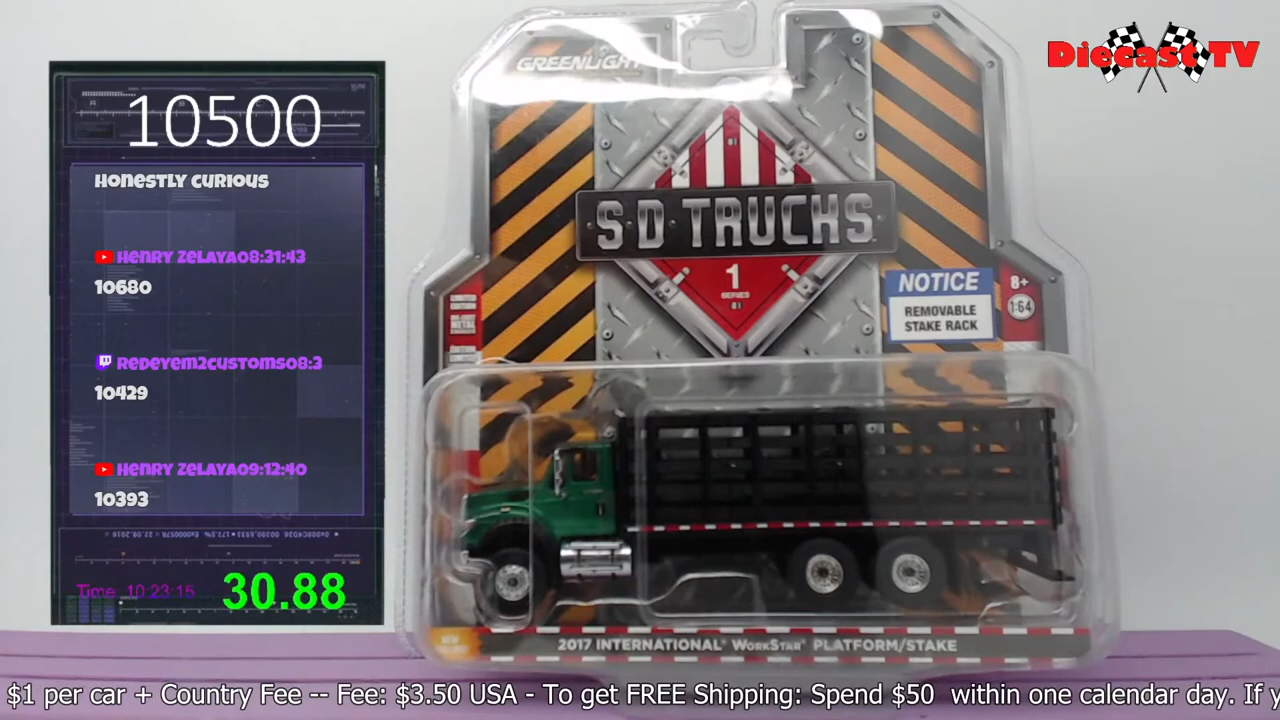 Diecast TV
10500
Honestly curious
Henry Zelaya08:31:43
10680
RedEyeM2Customs08:3
10429
Henry Zelaya09:12:40
10393
Time 10:23:15
30.88
GREENLIGHT
S.D. TRUCKS
1
SERIES
NOTICE
REMOVABLE
STAKE RACK
8+
1:64
2017 INTERNATIONAL® WORKSTAR® PLATFORM/STAKE
$1 per car + Country Fee -- Fee: $3.50 USA - To get FREE Shipping: Spend $50 within one calendar day. If y